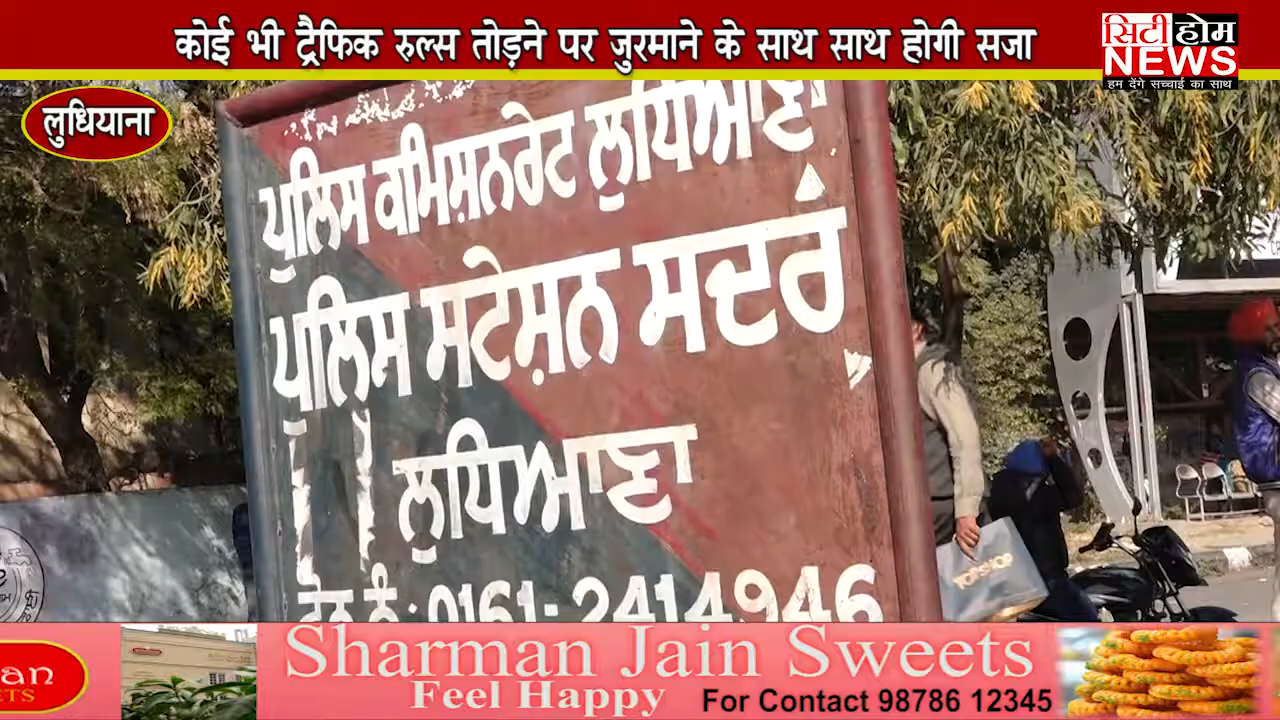 कोई भी ट्रैफिक रुल्स तोड़ने पर जुरमाने के साथ साथ होगी सजा
सिटी होम
NEWS
हम देंगे सच्चाई का साथ
लुधियाना
ਪੁਲਿਸ ਕਮਿਸ਼ਨਰੇਟ ਲੁਧਿਆਣਾ
ਪੁਲਿਸ ਸਟੇਸ਼ਨ ਸਦਰ
ਲੁਧਿਆਣਾ
ਫੋਨ ਨੰ: 0161-2414946
TOPSHOP
Sharman Jain Sweets
Feel Happy
For Contact 98786 12345